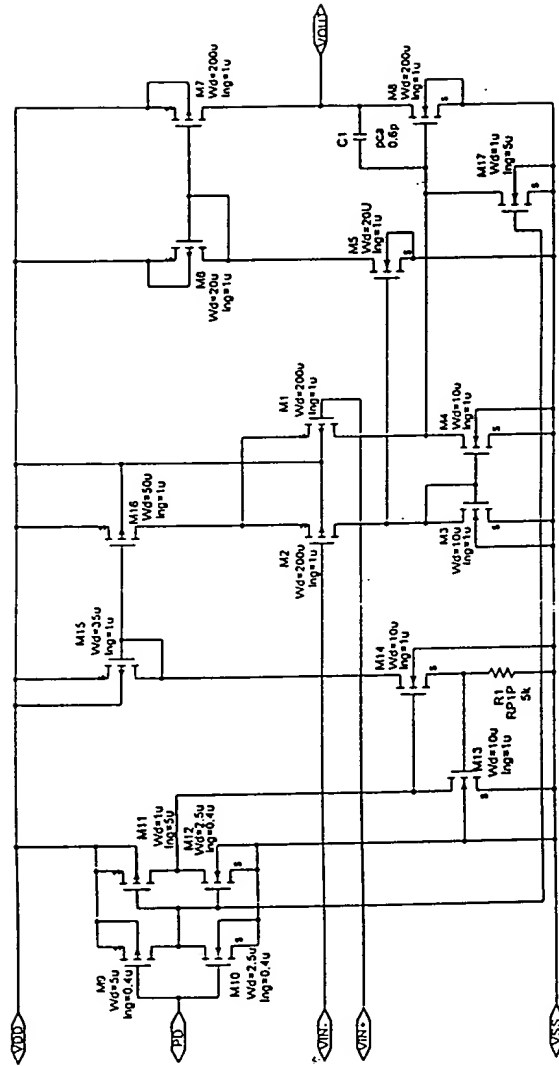 VDD
PD
VIN-
VIN+
VSS
VOUT
M9
Wd=5u
lng=0.4u
M10
Wd=2.5u
lng=0.4u
M11
Wd=1u
lng=5u
M12
Wd=2.5u
lng=0.4u
M13
Wd=10u
lng=1u
R1
RP1P
5k
M14
Wd=10u
lng=1u
M15
Wd=35u
lng=1u
M16
Wd=50u
lng=1u
M2
Wd=200u
lng=1u
M1
Wd=200u
lng=1u
M3
Wd=10u
lng=1u
M4
Wd=10u
lng=1u
M6
Wd=20u
lng=1u
M5
Wd=20U
lng=1u
M7
Wd=200u
lng=1u
C1
pca
0.6p
M8
Wd=200u
lng=1u
M17
Wd=1u
lng=5u
s
s
s
s
s
s
s
s
s